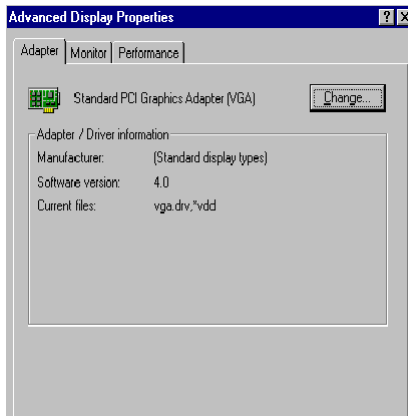 Advanced Display Properties
Adapter Monitor Performance
Standard PCI Graphics Adapter (VGA) Change...
Adapter / Driver information
Manufacturer: (Standard display types)
Software version: 4.0
Current files: vga.drv,*vdd